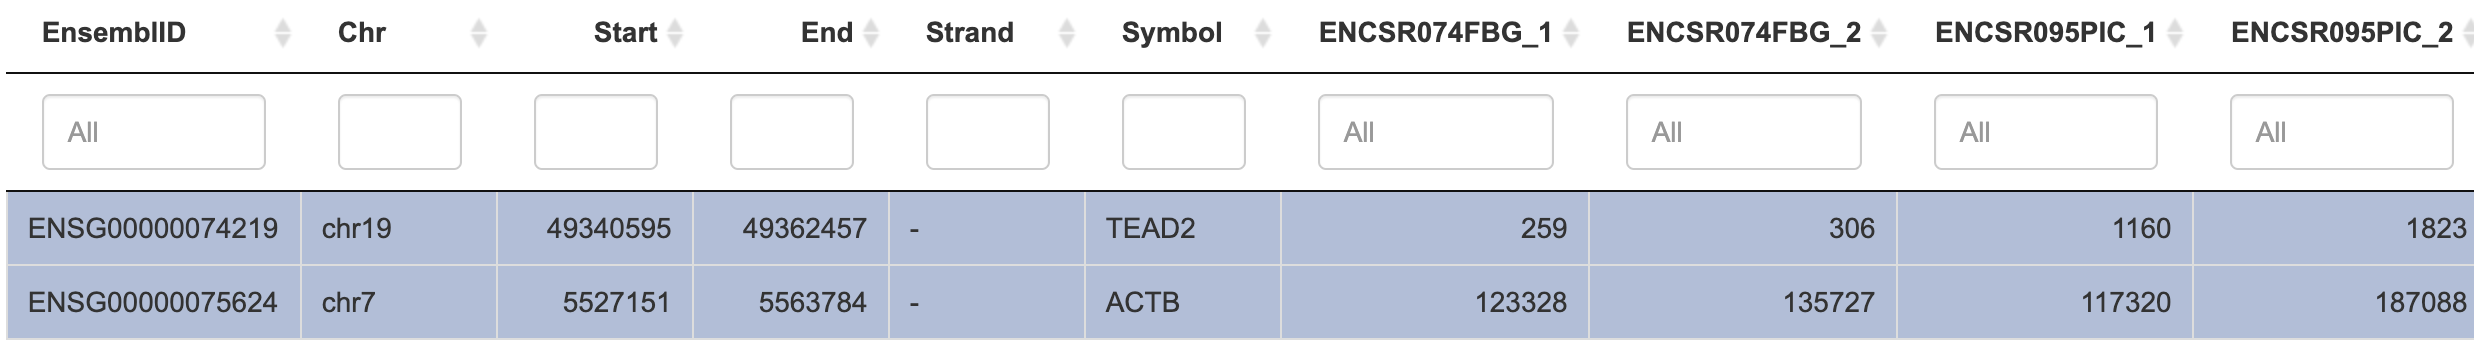 EnsemblID Chr Start End Strand Symbol ENCSR074FBG_1 ENCSR074FBG_2 ENCSR095PIC_1 ENCSR095PIC_2
All All All All All
ENSG00000074219 chr19 49340595 49362457 - TEAD2 259 306 1160 1823
ENSG00000075624 chr7 5527151 5563784 - ACTB 123328 135727 117320 187088